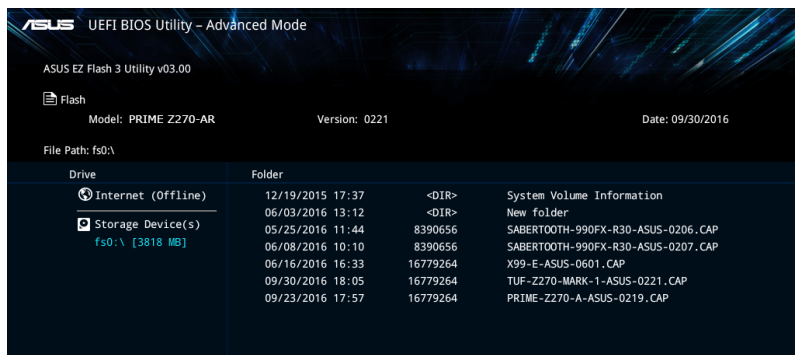 ASUS UEFI BIOS Utility – Advanced Mode
ASUS EZ Flash 3 Utility v03.00
Flash
Model: PRIME Z270-AR Version: 0221 Date: 09/30/2016
File Path: fs0:\
Drive Folder
Internet (Offline) 12/19/2015 17:37 <DIR> System Volume Information
06/03/2016 13:12 <DIR> New folder
Storage Device(s) 05/25/2016 11:44 8390656 SABERTOOTH-990FX-R30-ASUS-0206.CAP
fs0:\ [3818 MB] 06/08/2016 10:10 8390656 SABERTOOTH-990FX-R30-ASUS-0207.CAP
06/16/2016 16:33 16779264 X99-E-ASUS-0601.CAP
09/30/2016 18:05 16779264 TUF-Z270-MARK-1-ASUS-0221.CAP
09/23/2016 17:57 16779264 PRIME-Z270-A-ASUS-0219.CAP